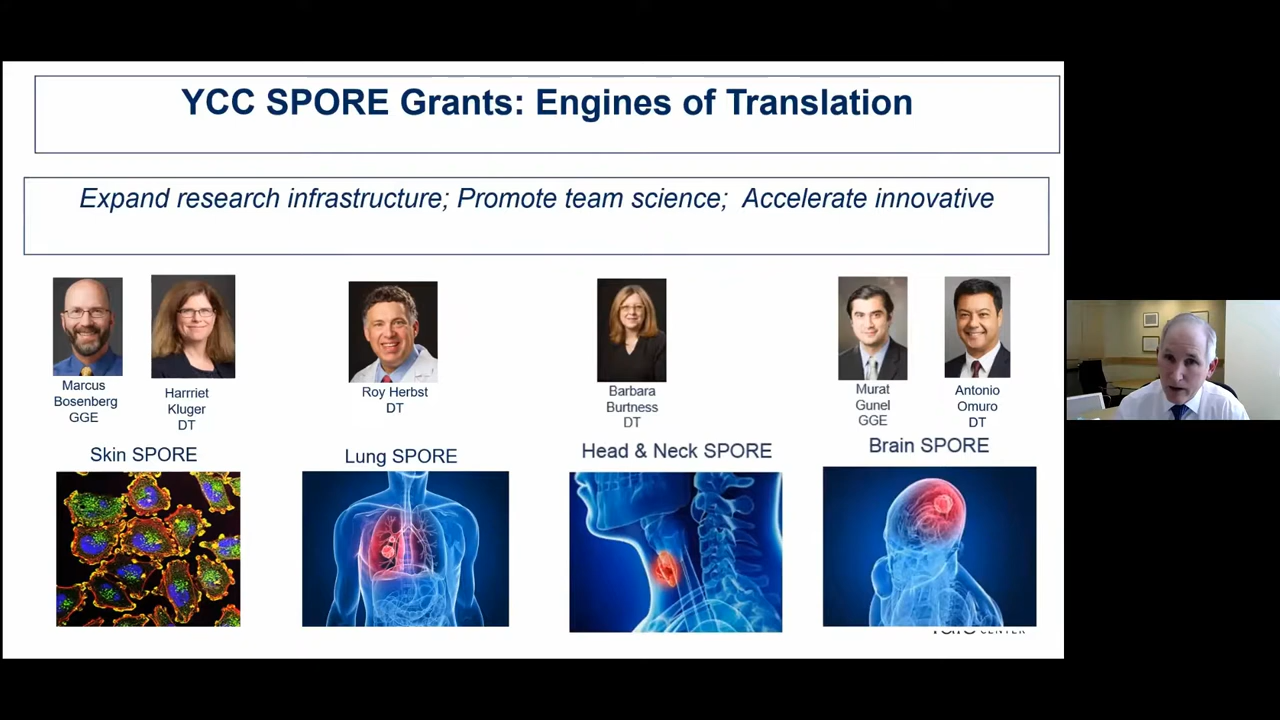 YCC SPORE Grants: Engines of Translation
Expand research infrastructure; Promote team science; Accelerate innovative
Marcus
Bosenberg
GGE
Harrriet
Kluger
DT
Roy Herbst
DT
Barbara
Burtness
DT
Murat
Gunel
GGE
Antonio
Omuro
DT
Skin SPORE
Lung SPORE
Head & Neck SPORE
Brain SPORE
CENTER